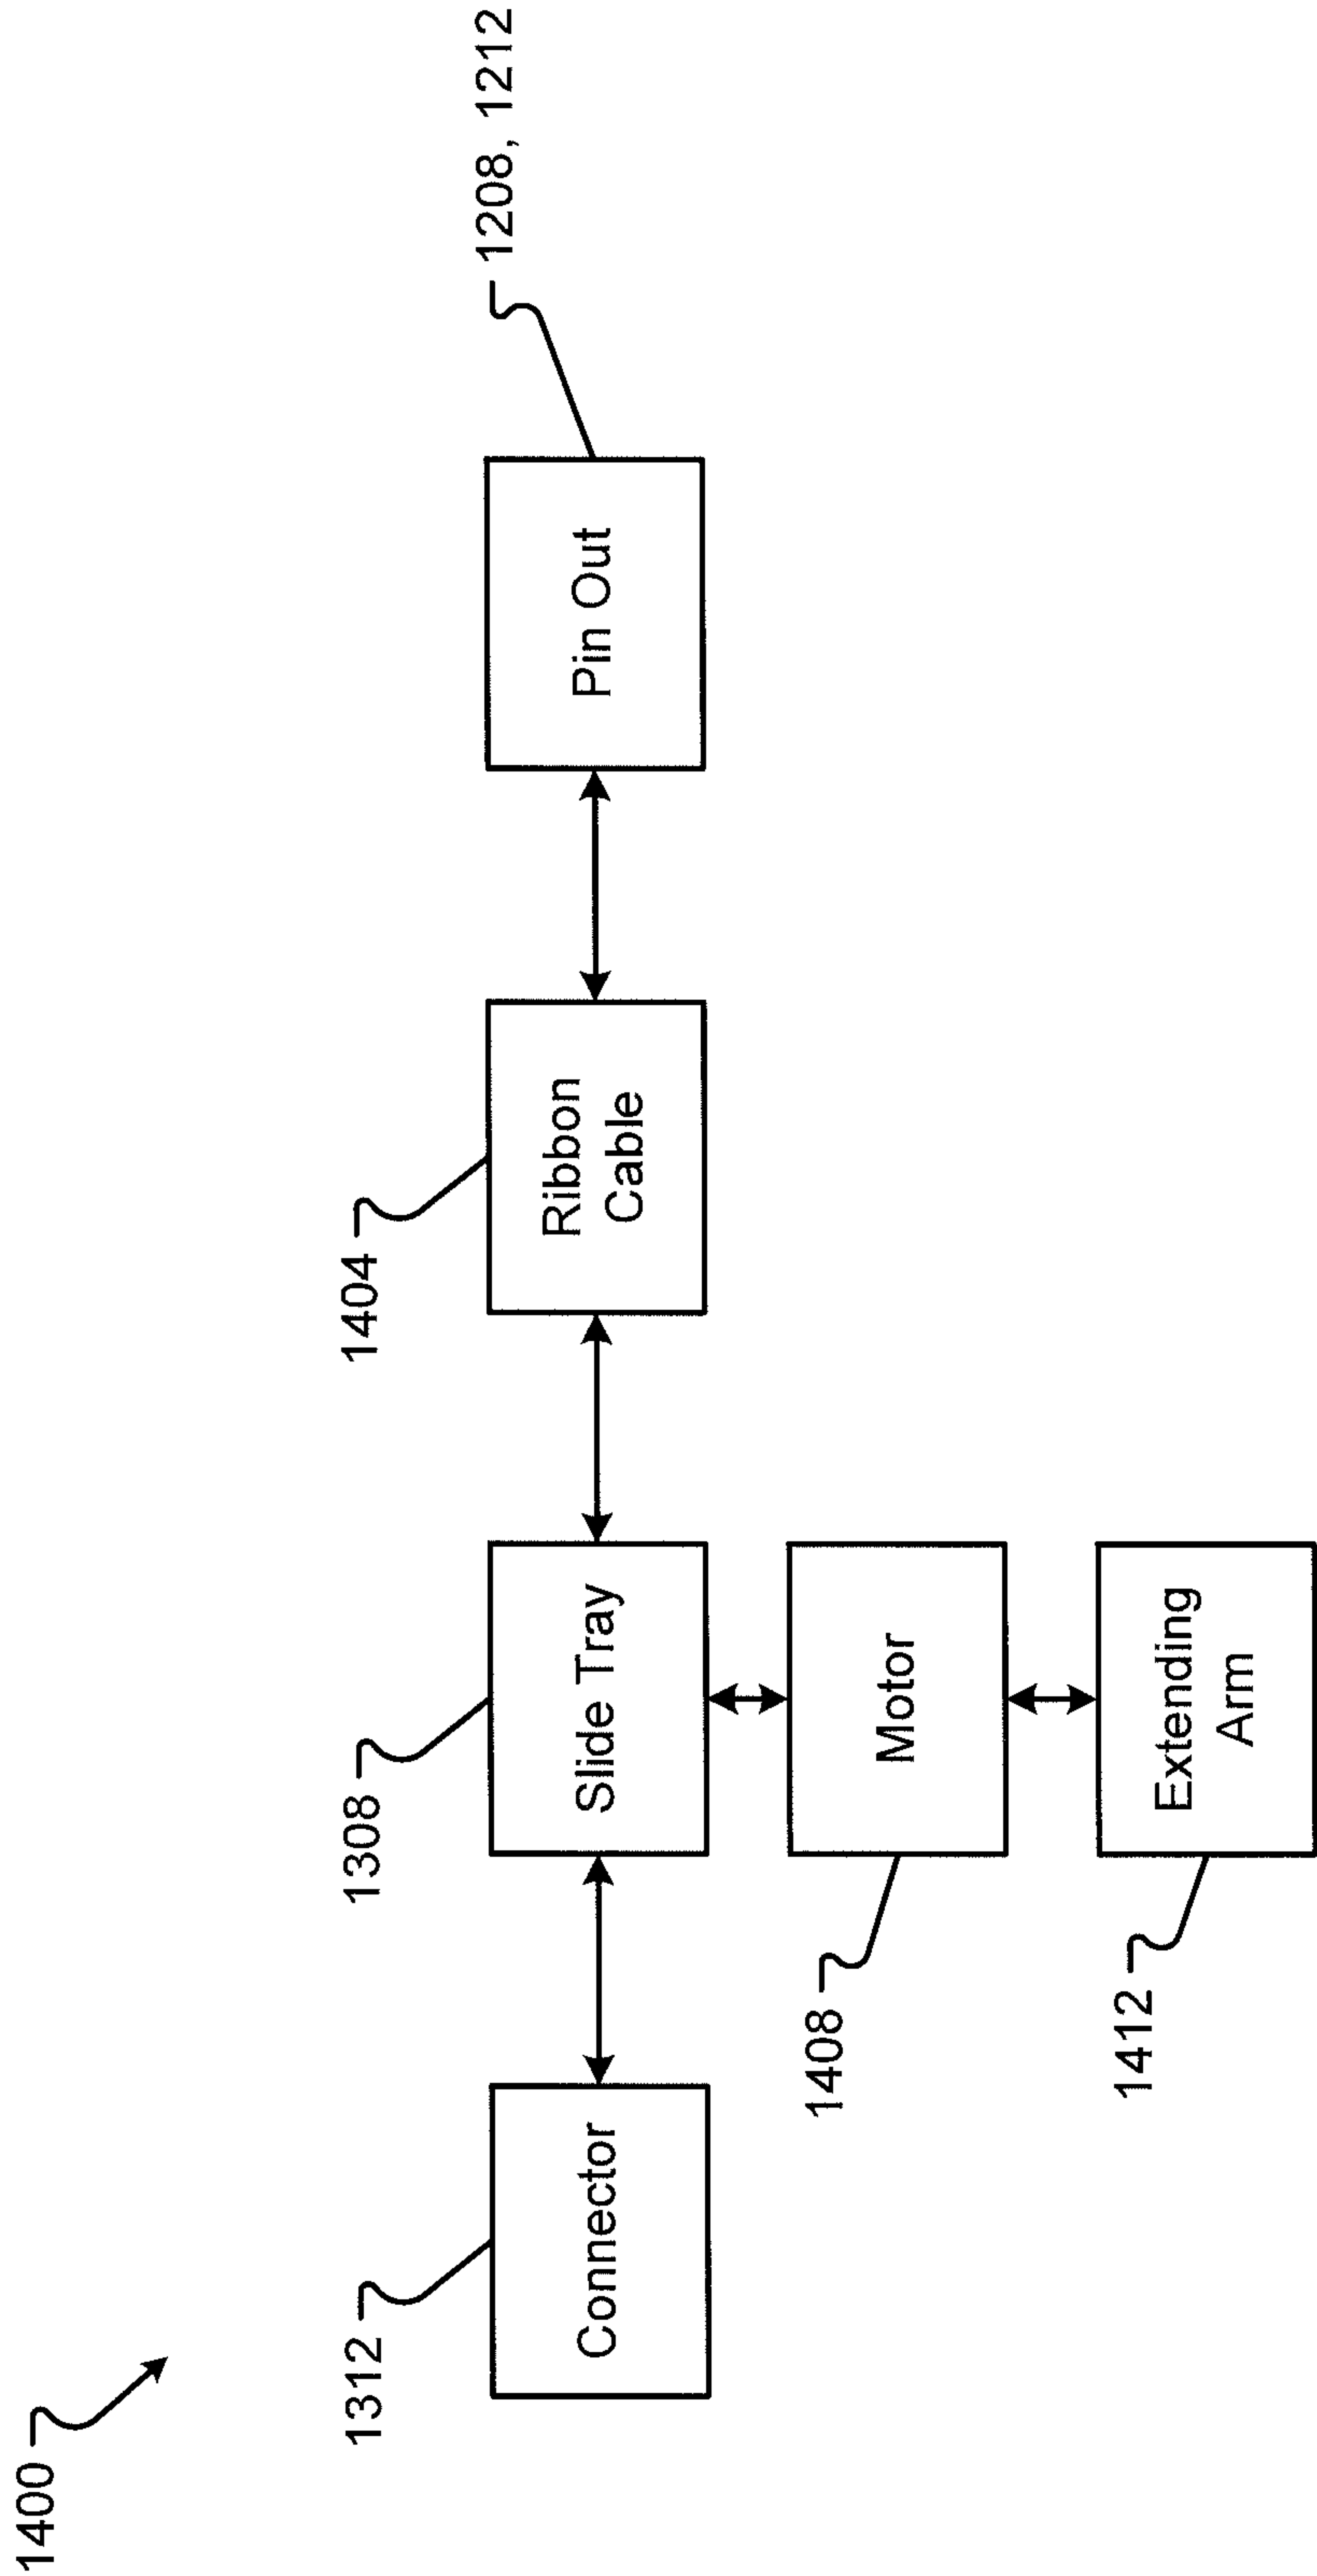 1400
1312
1308
1404
1208, 1212
Connector
Slide Tray
Ribbon
Cable
Pin Out
1408
Motor
1412
Extending
Arm